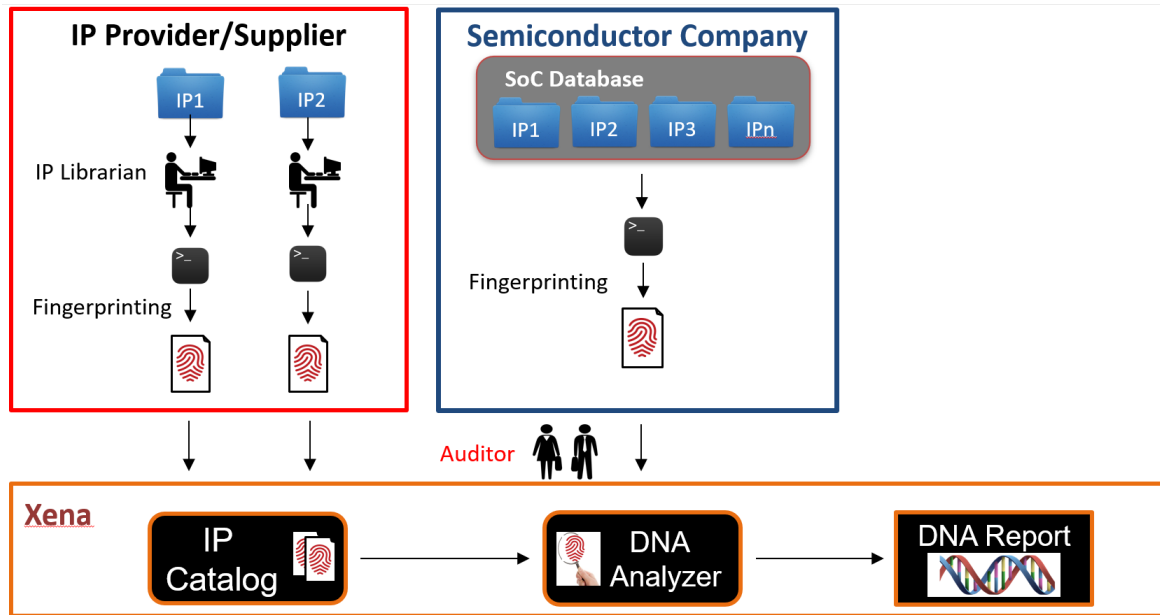 IP Provider/Supplier
IP1
IP2
IP Librarian
>_
>_
Fingerprinting
Semiconductor Company
SoC Database
IP1
IP2
IP3
IPn
>_
Fingerprinting
Auditor
Xena
IP
Catalog
DNA
Analyzer
DNA Report